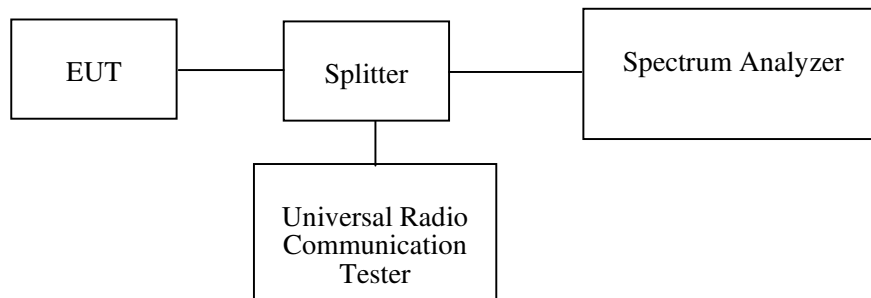 EUT
Splitter
Spectrum Analyzer
Universal Radio
Communication
Tester